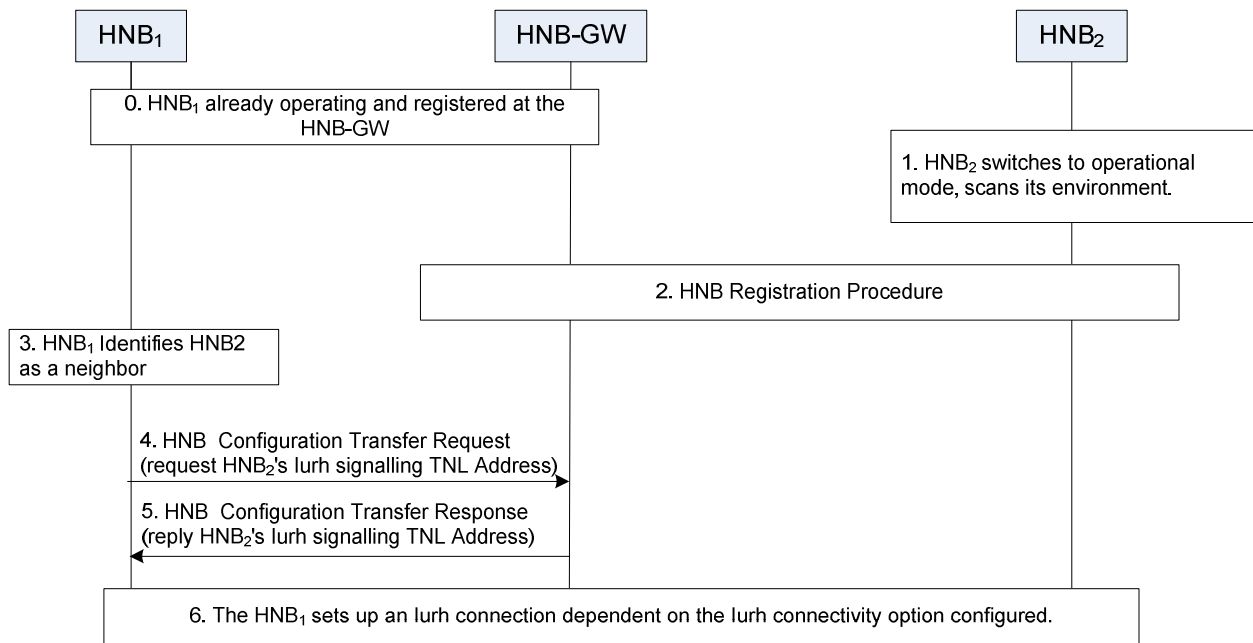 HNB₁
HNB-GW
HNB₂
0. HNB₁ already operating and registered at the
HNB-GW
1. HNB₂ switches to operational
mode, scans its environment.
2. HNB Registration Procedure
3. HNB₁ Identifies HNB2
as a neighbor
4. HNB Configuration Transfer Request
(request HNB₂'s Iurh signalling TNL Address)
5. HNB Configuration Transfer Response
(reply HNB₂'s Iurh signalling TNL Address)
6. The HNB₁ sets up an Iurh connection dependent on the Iurh connectivity option configured.